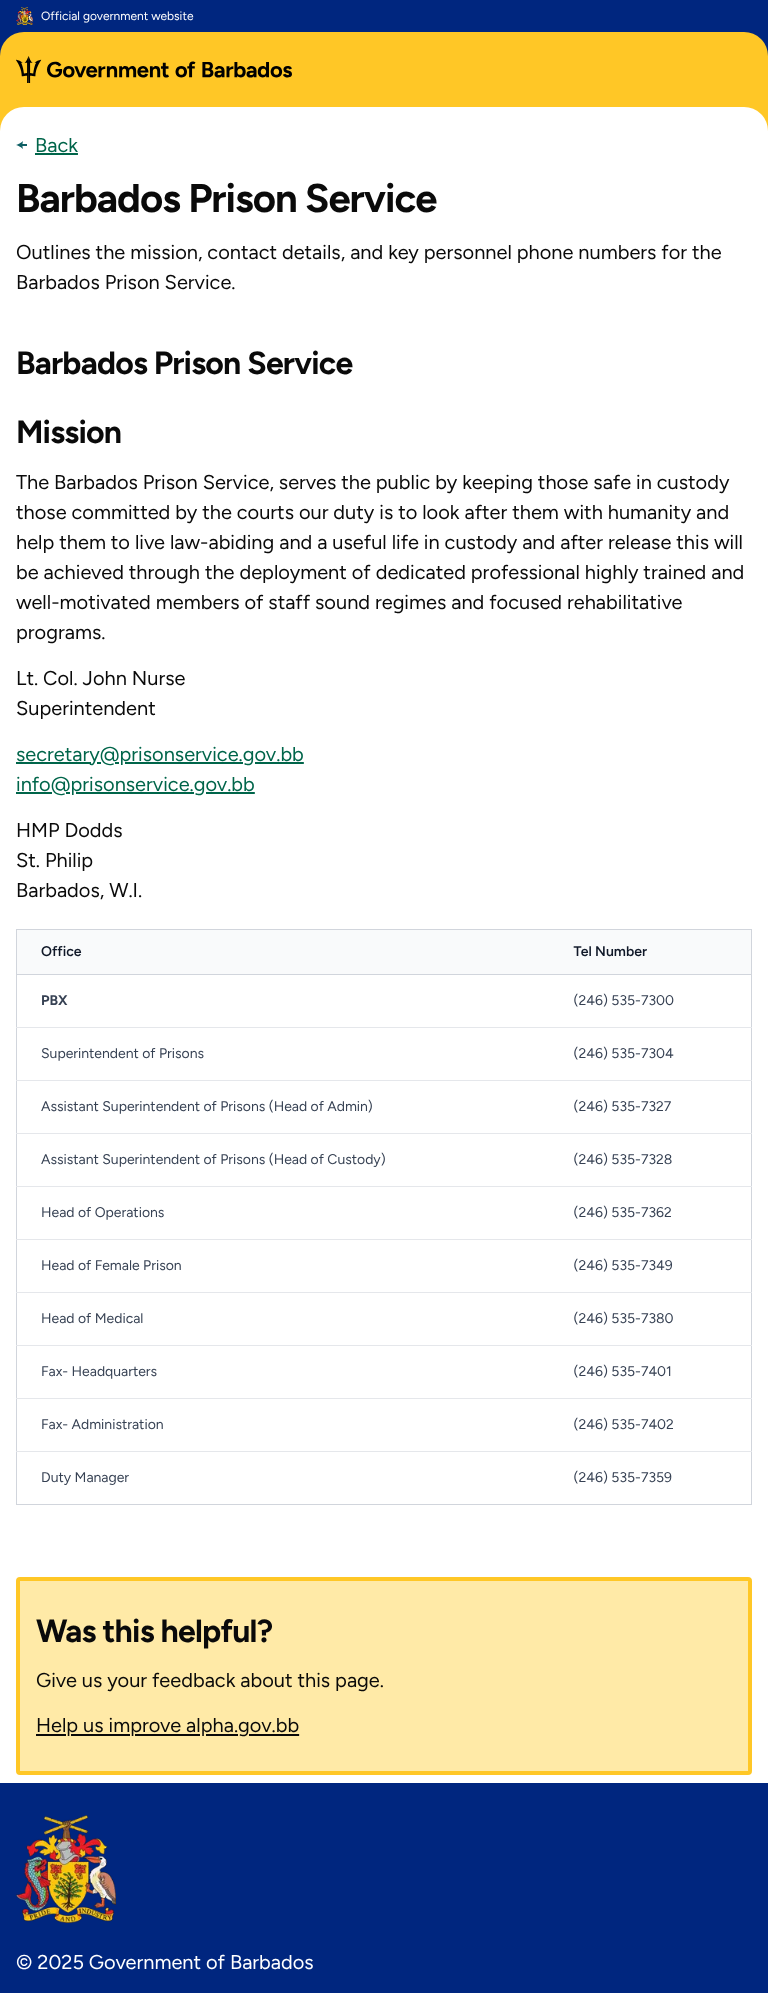 Official government website
Government of Barbados
Back
Barbados Prison Service
Outlines the mission, contact details, and key personnel phone numbers for the
Barbados Prison Service.
Barbados Prison Service
Mission
The Barbados Prison Service, serves the public by keeping those safe in custody
those committed by the courts our duty is to look after them with humanity and
help them to live law-abiding and a useful life in custody and after release this will
be achieved through the deployment of dedicated professional highly trained and
well-motivated members of staff sound regimes and focused rehabilitative
programs.
Lt. Col. John Nurse
Superintendent
secretary@prisonservice.gov.bb
info@prisonservice.gov.bb
HMP Dodds
St. Philip
Barbados, W.I.
Office Tel Number
PBX (246) 535-7300
Superintendent of Prisons (246) 535-7304
Assistant Superintendent of Prisons (Head of Admin) (246) 535-7327
Assistant Superintendent of Prisons (Head of Custody) (246) 535-7328
Head of Operations (246) 535-7362
Head of Female Prison (246) 535-7349
Head of Medical (246) 535-7380
Fax- Headquarters (246) 535-7401
Fax- Administration (246) 535-7402
Duty Manager (246) 535-7359
Was this helpful?
Give us your feedback about this page.
Help us improve alpha.gov.bb
PRIDE AND INDUSTRY
© 2025 Government of Barbados